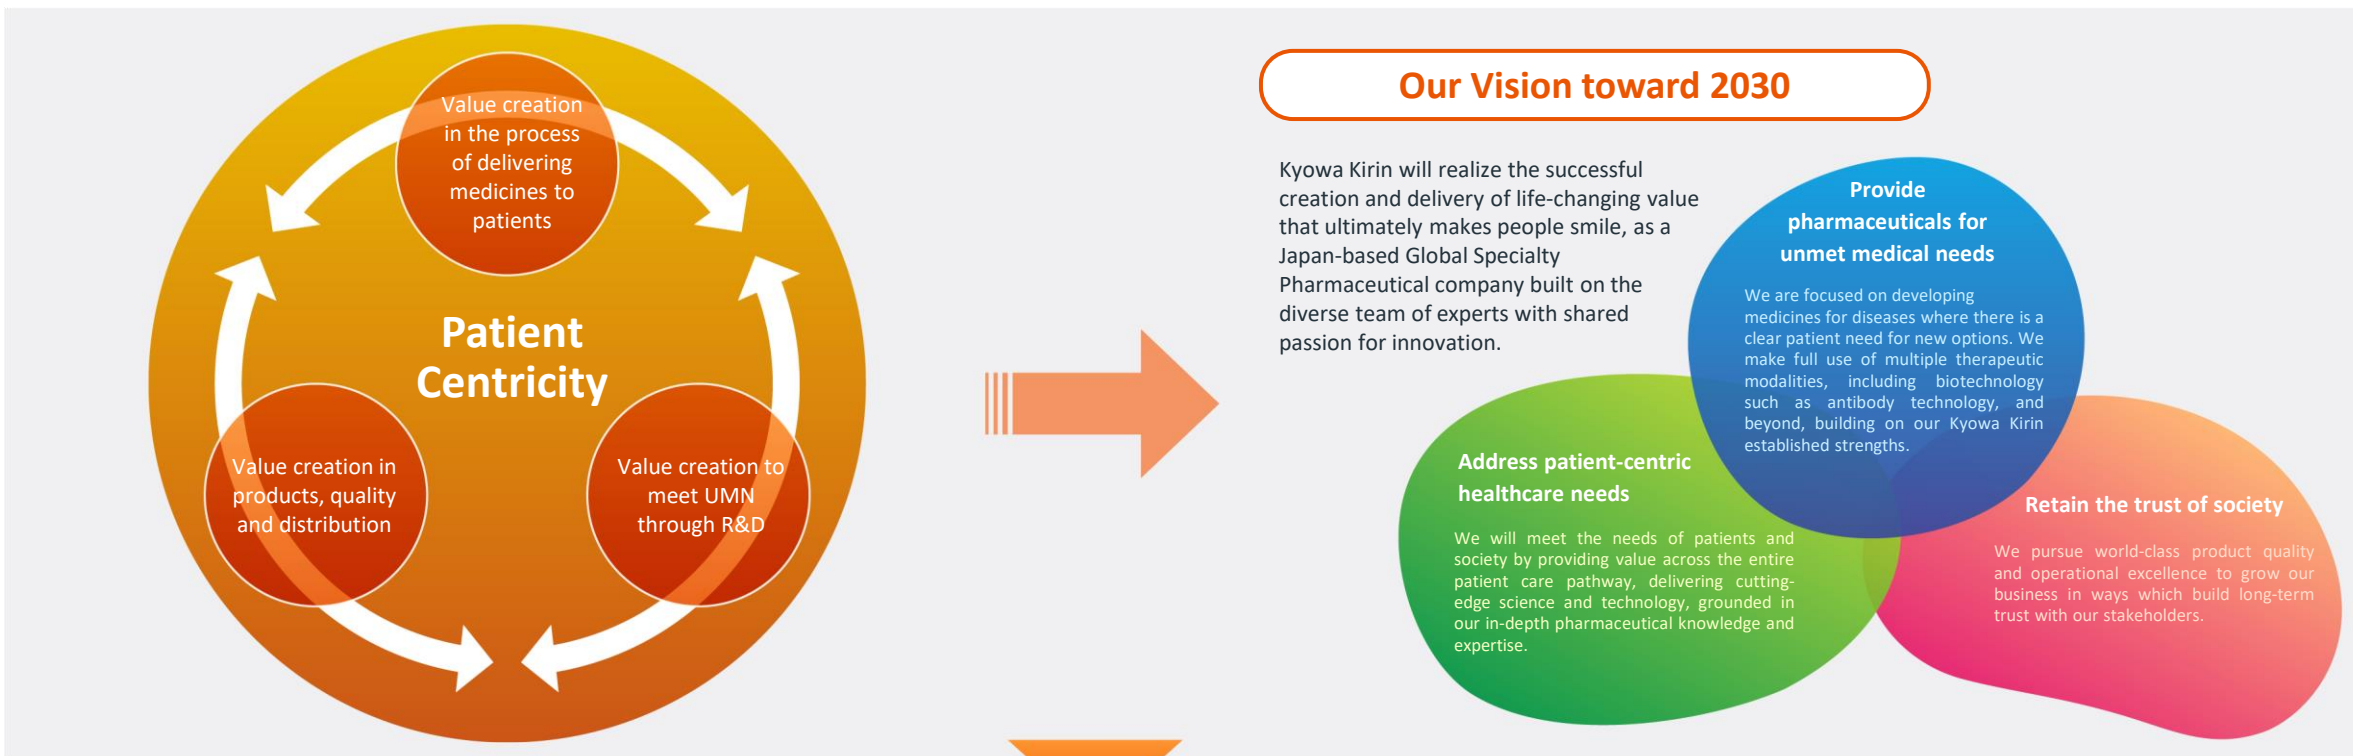 Value creation
in the process
of delivering
medicines to
patients
Patient
Centricity
Value creation in
products, quality
and distribution
Value creation to
meet UMN
through R&D
Our Vision toward 2030
Kyowa Kirin will realize the successful
creation and delivery of life-changing value
that ultimately makes people smile, as a
Japan-based Global Specialty
Pharmaceutical company built on the
diverse team of experts with shared
passion for innovation.
Provide
pharmaceuticals for
unmet medical needs
We are focused on developing
medicines for diseases where there is a
clear patient need for new options. We
make full use of multiple therapeutic
modalities, including biotechnology
such as antibody technology, and
beyond, building on our Kyowa Kirin
established strengths.
Address patient-centric
healthcare needs
We will meet the needs of patients and
society by providing value across the entire
patient care pathway, delivering cutting-
edge science and technology, grounded in
our in-depth pharmaceutical knowledge and
expertise.
Retain the trust of society
We pursue world-class product quality
and operational excellence to grow our
business in ways which build long-term
trust with our stakeholders.